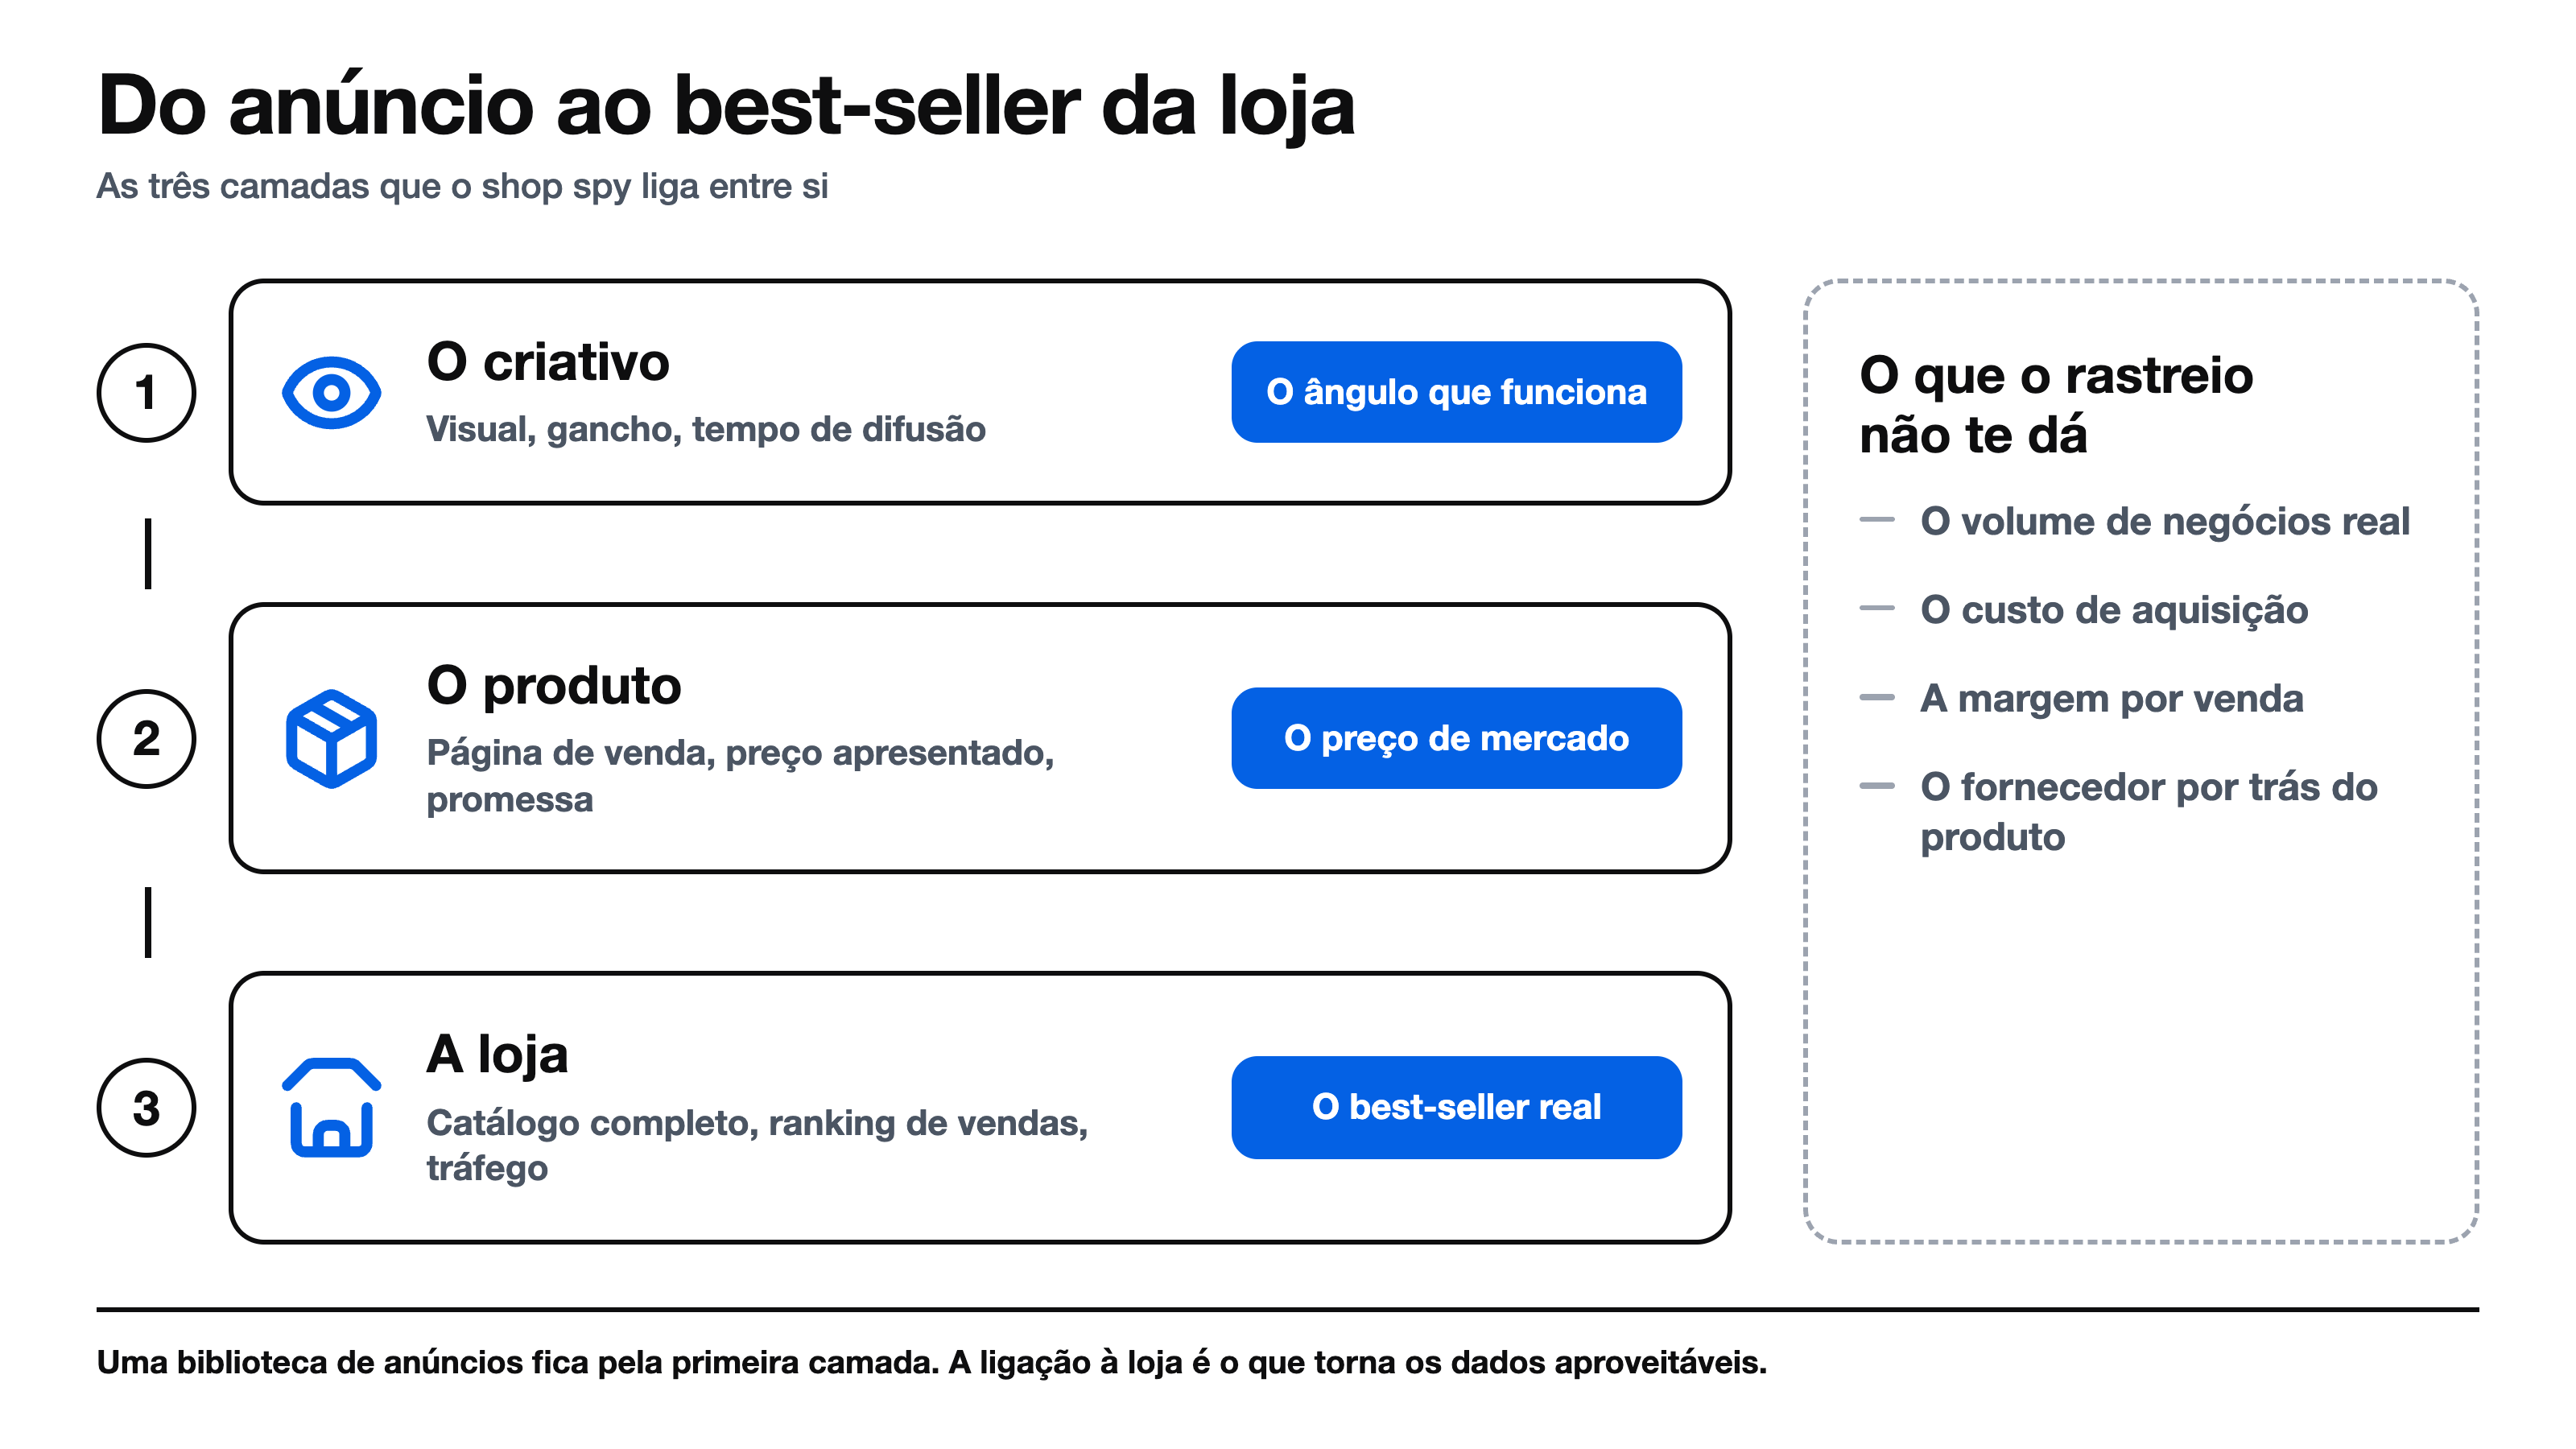 Do anúncio ao best-seller da loja
As três camadas que o shop spy liga entre si
1
O criativo
Visual, gancho, tempo de difusão
O ângulo que funciona
2
O produto
Página de venda, preço apresentado,
promessa
O preço de mercado
3
A loja
Catálogo completo, ranking de vendas,
tráfego
O best-seller real
O que o rastreio
não te dá
— O volume de negócios real
— O custo de aquisição
— A margem por venda
— O fornecedor por trás do
produto
Uma biblioteca de anúncios fica pela primeira camada. A ligação à loja é o que torna os dados aproveitáveis.